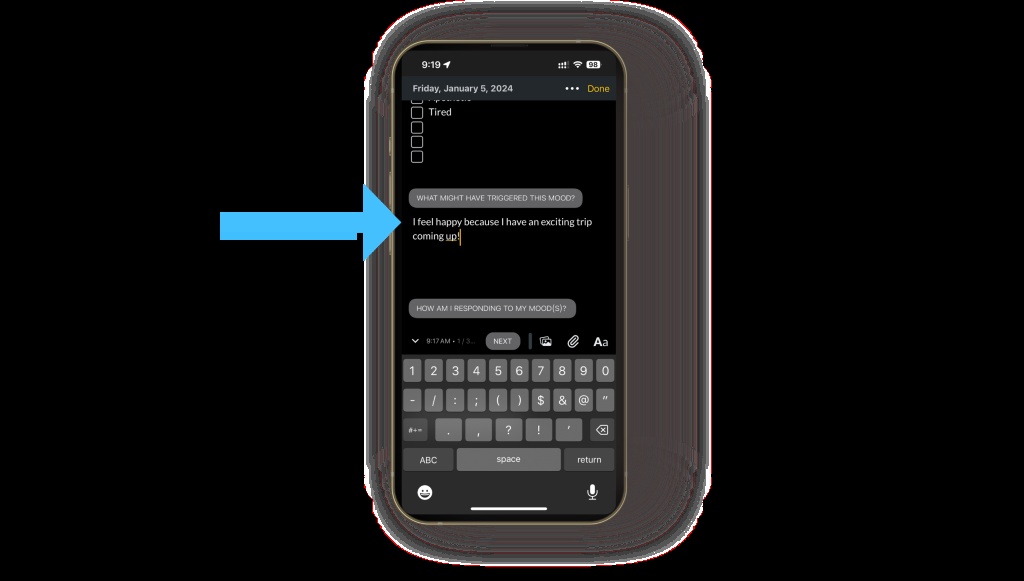 9:19
98
Friday, January 5, 2024
Done
Tired
WHAT MIGHT HAVE TRIGGERED THIS MOOD?
I feel happy because I have an exciting trip
coming up!
HOW AM I RESPONDING TO MY MOOD(S)?
9:17 AM • 1 / 3...
NEXT
Aa
1 2 3 4 5 6 7 8 9 0
- / : ; ( ) $ & @ "
#+= . , ? ! '
ABC space return